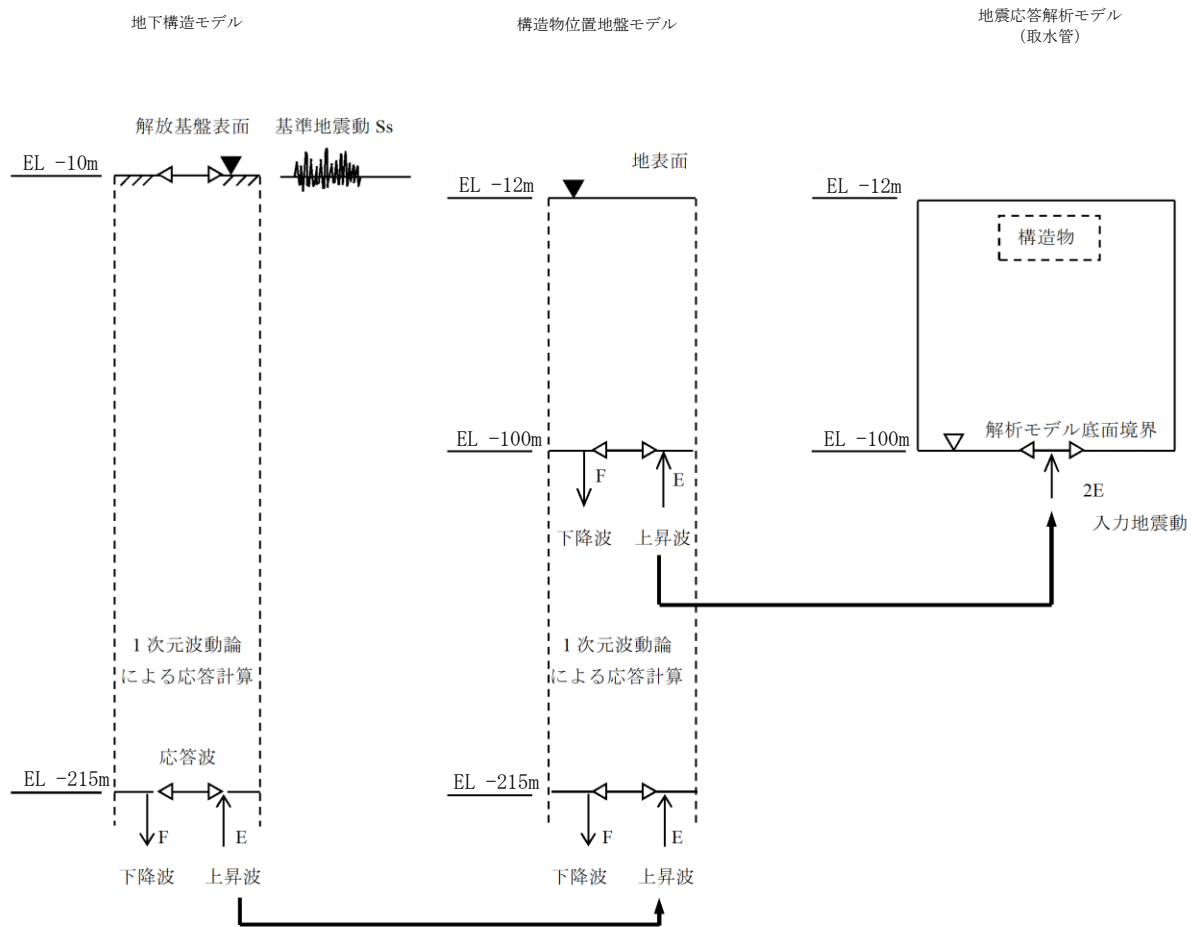 地下構造モデル
構造物位置地盤モデル
地震応答解析モデル
（取水管）
解放基盤表面
基準地震動 Ss
EL -10m
地表面
EL -12m
EL -12m
構造物
EL -100m
F
E
下降波
上昇波
EL -100m
解析モデル底面境界
2E
入力地震動
1 次元波動論
による応答計算
1 次元波動論
による応答計算
応答波
EL -215m
F
E
下降波
上昇波
EL -215m
F
E
下降波
上昇波